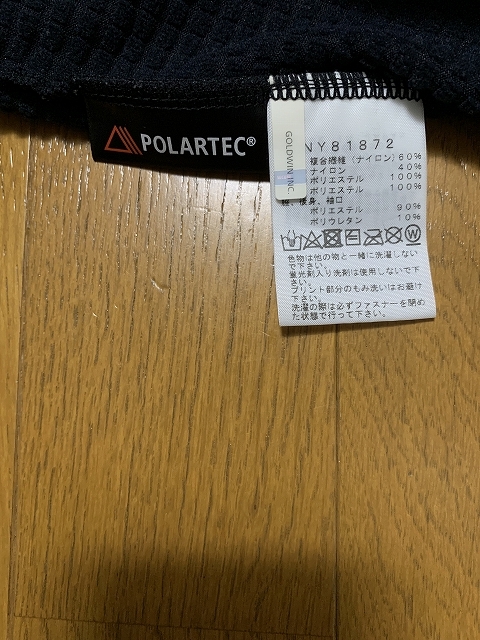 POLARTEC®
GOLDWIN INC.
NY81872
複合繊維(ナイロン)60%
ナイロン 40%
ポリエステル 100%
ポリエステル 100%
後身、袖口
ポリエステル 90%
ポリウレタン 10%
色物は他の物と一緒に洗濯しない
で下さい。
蛍光剤入り洗剤は使用しないで下
さい。
プリント部分のもみ洗いはお避け
下さい。
洗濯の際は必ずファスナーを閉め
た状態で行って下さい。